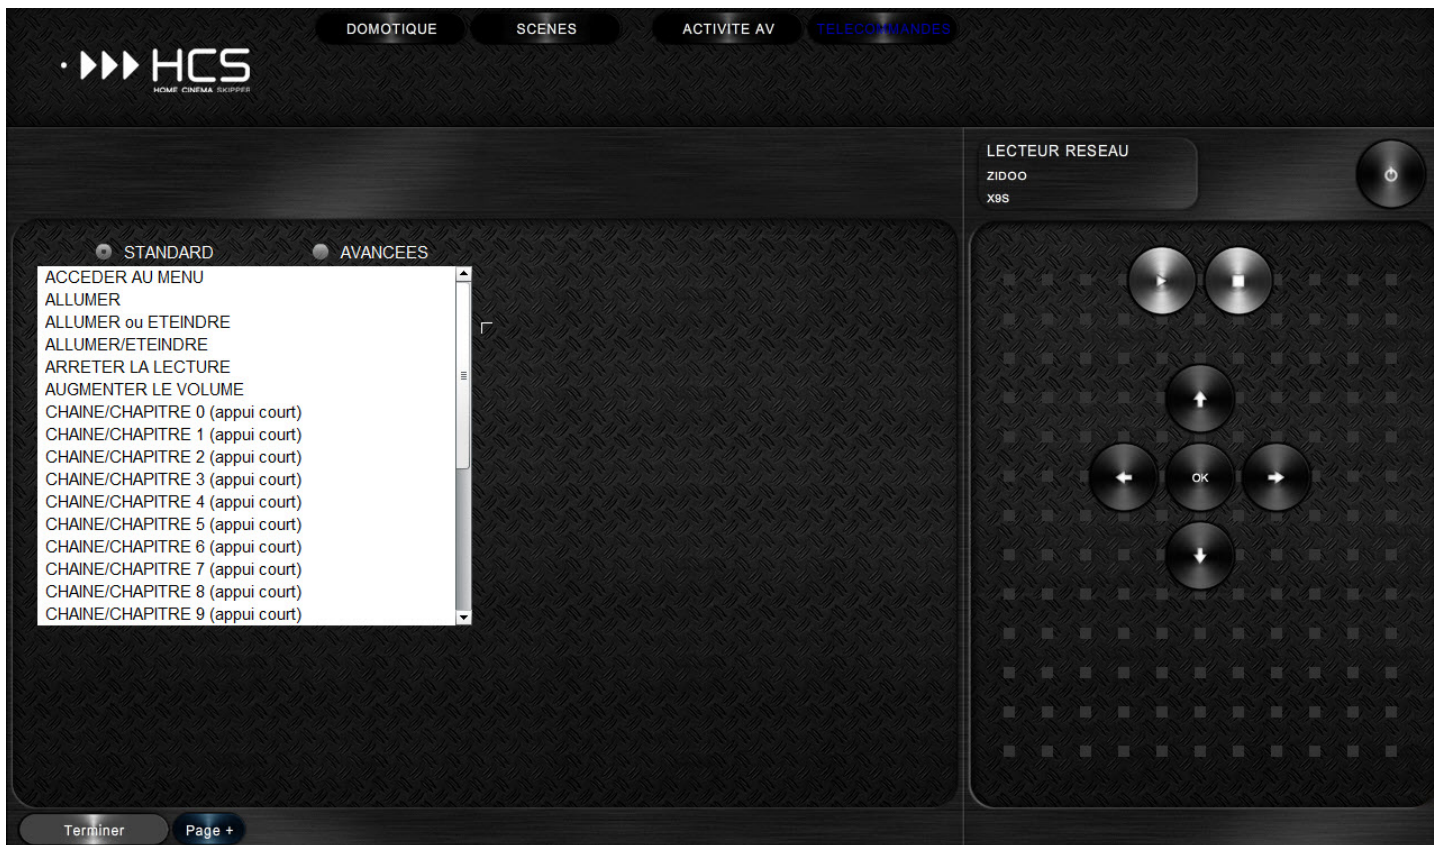 DOMOTIQUE
SCENES
ACTIVITE AV
TELECOMMANDES
HCS
HOME CINEMA SKIPPER
LECTEUR RESEAU
ZIDOO
X9S
STANDARD
AVANCEES
ACCEDER AU MENU
ALLUMER
ALLUMER ou ETEINDRE
ALLUMER/ETEINDRE
ARRETER LA LECTURE
AUGMENTER LE VOLUME
CHAINE/CHAPITRE 0 (appui court)
CHAINE/CHAPITRE 1 (appui court)
CHAINE/CHAPITRE 2 (appui court)
CHAINE/CHAPITRE 3 (appui court)
CHAINE/CHAPITRE 4 (appui court)
CHAINE/CHAPITRE 5 (appui court)
CHAINE/CHAPITRE 6 (appui court)
CHAINE/CHAPITRE 7 (appui court)
CHAINE/CHAPITRE 8 (appui court)
CHAINE/CHAPITRE 9 (appui court)
OK
Terminer
Page +